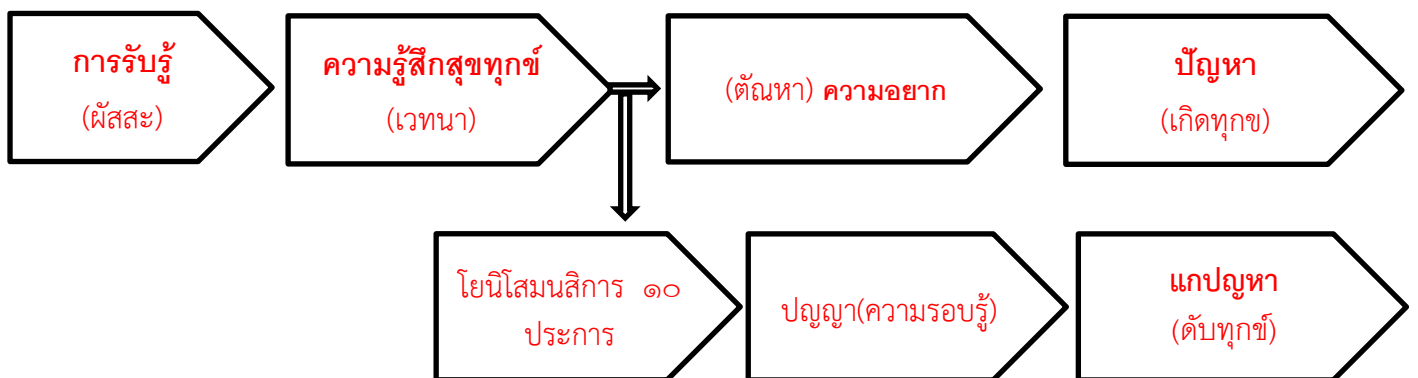 การรับรู้
(ผัสสะ)
ความรู้สึกสุขทุกข์
(เวทนา)
(ตัณหา) ความอยาก
ปัญหา
(เกิดทุกข)
โยนิโสมนสิการ ๑๐
ประการ
ปญญา(ความรอบรู้)
แกปญหา
(ดับทุกข์)